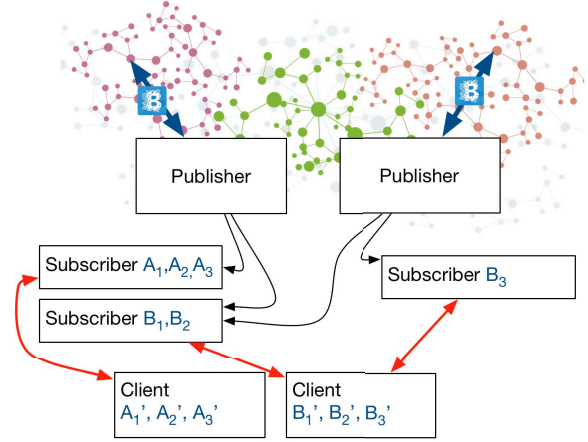 Publisher
Publisher
Subscriber A₁,A₂,A₃
Subscriber B₃
Subscriber B₁,B₂
Client
A₁’, A₂’, A₃’
Client
B₁’, B₂’, B₃’